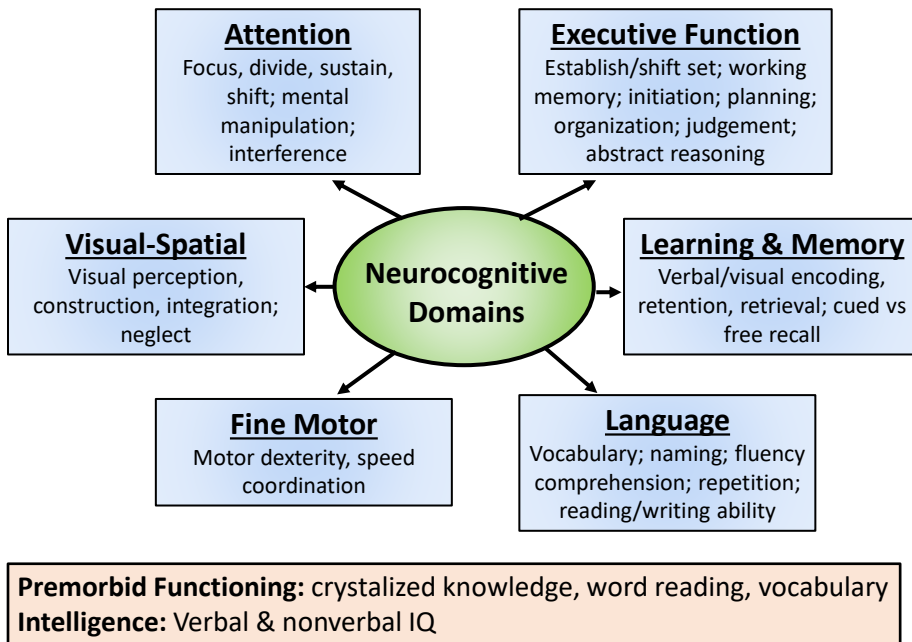 Attention
Focus, divide, sustain,
shift; mental
manipulation;
interference
Executive Function
Establish/shift set; working
memory; initiation; planning;
organization; judgement;
abstract reasoning
Visual-Spatial
Visual perception,
construction, integration;
neglect
Neurocognitive
Domains
Learning & Memory
Verbal/visual encoding,
retention, retrieval; cued vs
free recall
Fine Motor
Motor dexterity, speed
coordination
Language
Vocabulary; naming; fluency
comprehension; repetition;
reading/writing ability
Premorbid Functioning: crystalized knowledge, word reading, vocabulary
Intelligence: Verbal & nonverbal IQ